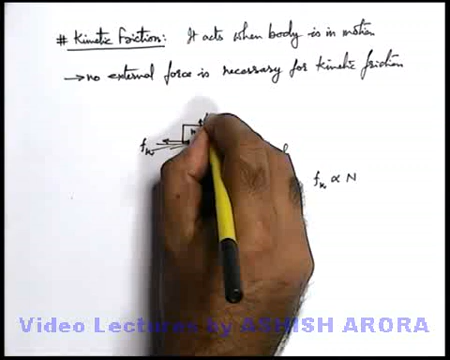 # Kinetic Friction: It acts when body is in motion
→ no external force is necessary for kinetic friction
fk
fk ∝ N
Video Lectures by ASHISH ARORA